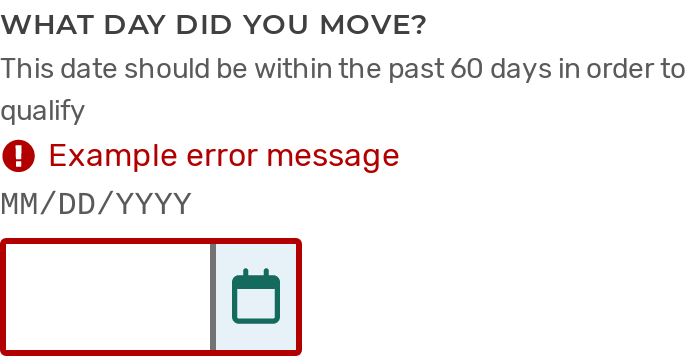 WHAT DAY DID YOU MOVE?
This date should be within the past 60 days in order to
qualify
Example error message
MM/DD/YYYY